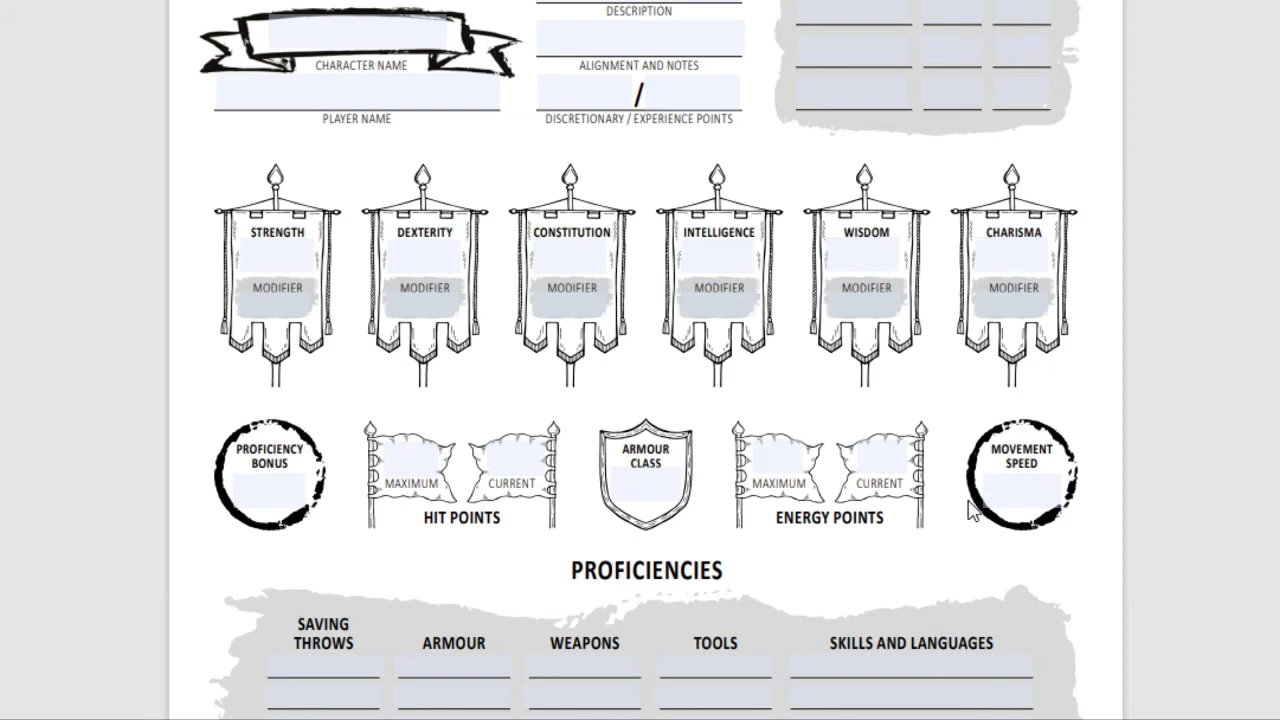 DESCRIPTION
CHARACTER NAME
ALIGNMENT AND NOTES
/
PLAYER NAME
DISCRETIONARY / EXPERIENCE POINTS
STRENGTH
DEXTERITY
CONSTITUTION
INTELLIGENCE
WISDOM
CHARISMA
MODIFIER
MODIFIER
MODIFIER
MODIFIER
MODIFIER
MODIFIER
PROFICIENCY
BONUS
MAXIMUM
CURRENT
HIT POINTS
ARMOUR
CLASS
MAXIMUM
CURRENT
ENERGY POINTS
MOVEMENT
SPEED
PROFICIENCIES
SAVING
THROWS
ARMOUR
WEAPONS
TOOLS
SKILLS AND LANGUAGES